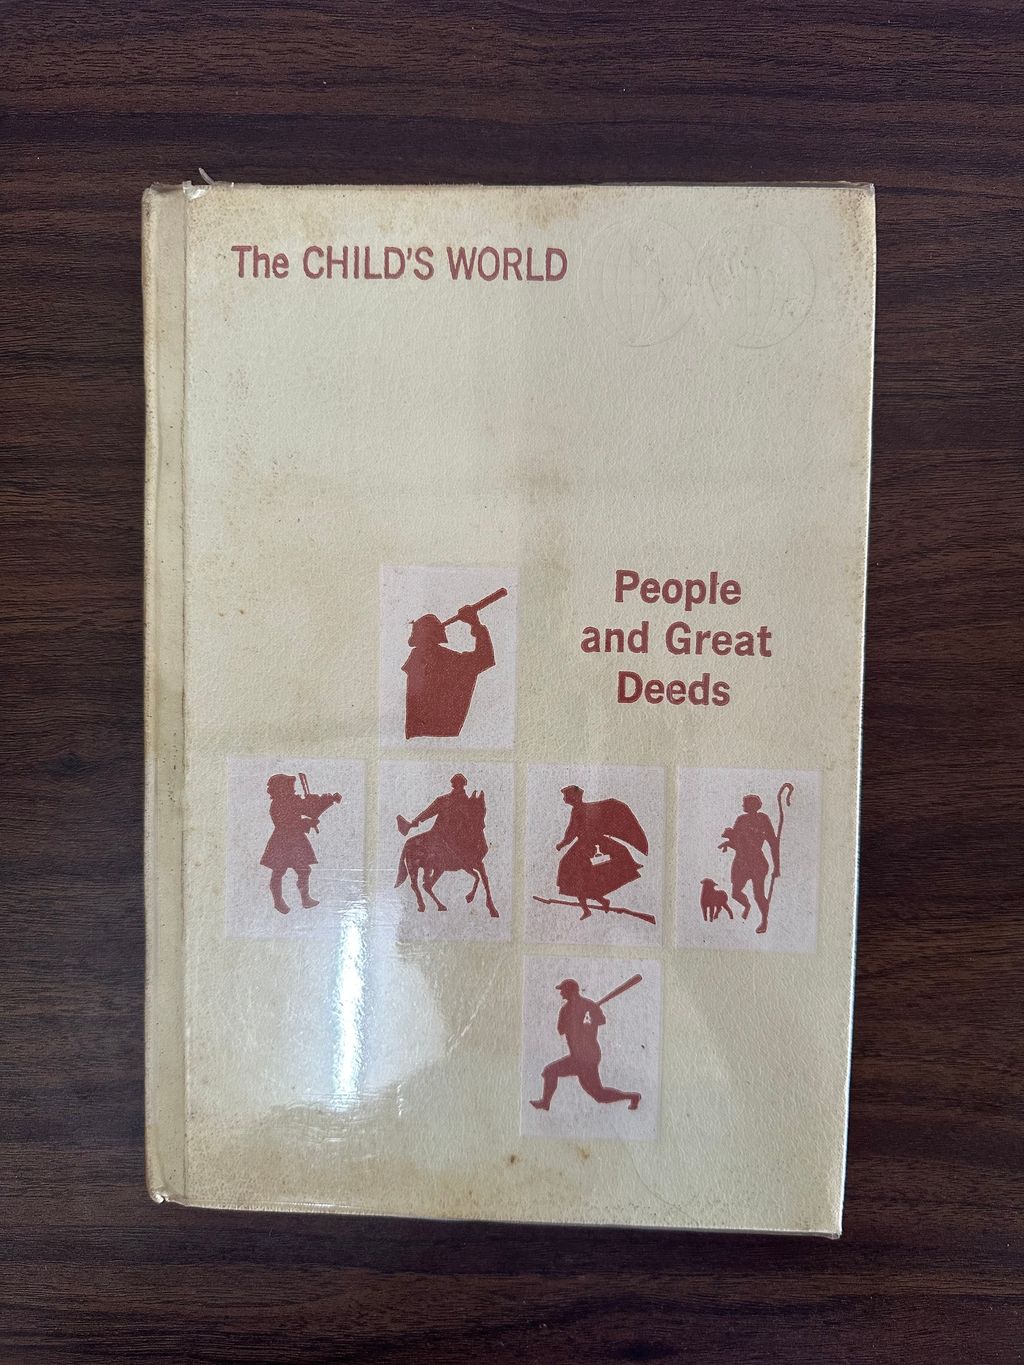 The CHILD'S WORLD
People
and Great
Deeds
A